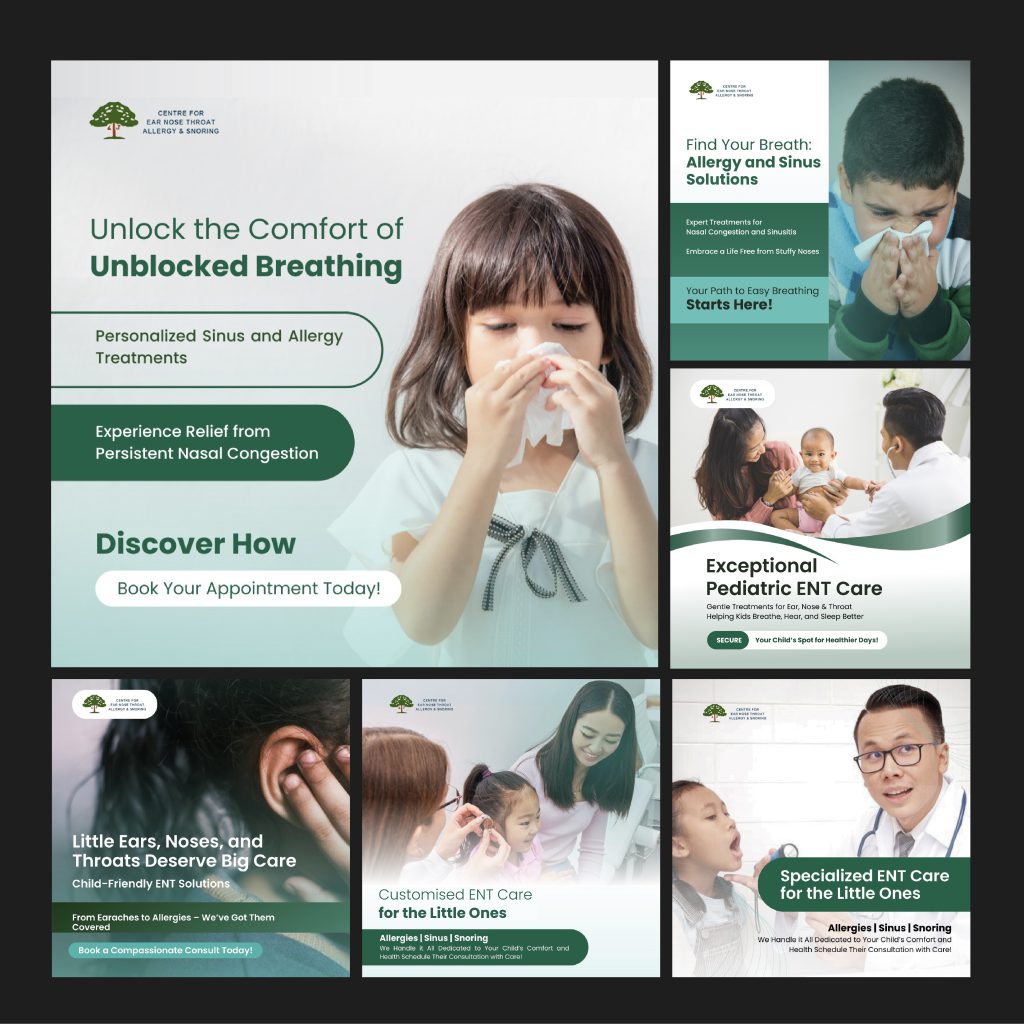 CENTRE FOR
EAR NOSE THROAT
ALLERGY & SNORING
Unlock the Comfort of
Unblocked Breathing
Personalized Sinus and Allergy
Treatments
Experience Relief from
Persistent Nasal Congestion
Discover How
Book Your Appointment Today!
CENTRE FOR
EAR NOSE THROAT
ALLERGY & SNORING
Find Your Breath:
Allergy and Sinus
Solutions
Expert Treatments for
Nasal Congestion and Sinusitis
Embrace a Life Free from Stuffy Noses
Your Path to Easy Breathing
Starts Here!
CENTRE FOR
EAR NOSE THROAT
ALLERGY & SNORING
Exceptional
Pediatric ENT Care
Gentle Treatments for Ear, Nose & Throat
Helping Kids Breathe, Hear, and Sleep Better
SECURE Your Child's Spot for Healthier Days!
CENTRE FOR
EAR NOSE THROAT
ALLERGY & SNORING
Little Ears, Noses, and
Throats Deserve Big Care
Child-Friendly ENT Solutions
From Earaches to Allergies – We've Got Them
Covered
Book a Compassionate Consult Today!
CENTRE FOR
EAR NOSE THROAT
ALLERGY & SNORING
Customised ENT Care
for the Little Ones
Allergies | Sinus | Snoring
We Handle it All Dedicated to Your Child's Comfort and
Health Schedule Their Consultation with Care!
CENTRE FOR
EAR NOSE THROAT
ALLERGY & SNORING
Specialized ENT Care
for the Little Ones
Allergies | Sinus | Snoring
We Handle it All Dedicated to Your Child's Comfort and
Health Schedule Their Consultation with Care!